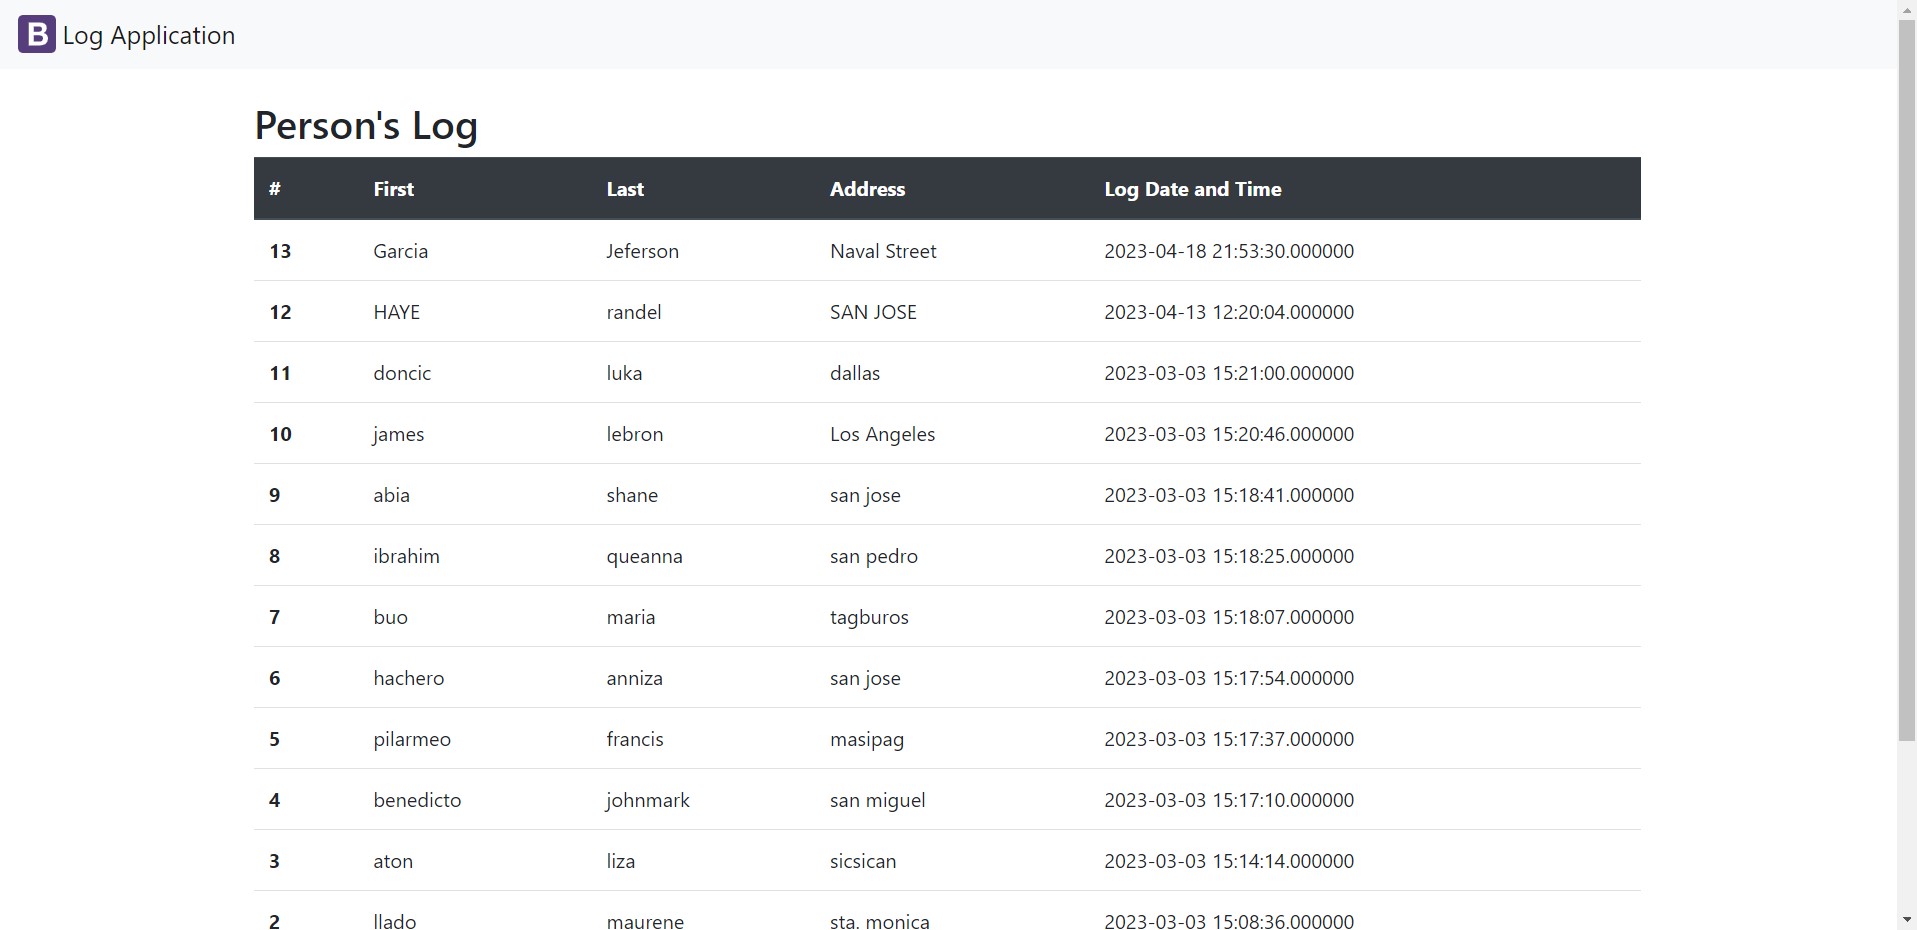 B Log Application
Person's Log
# First Last Address Log Date and Time
13 Garcia Jeferson Naval Street 2023-04-18 21:53:30.000000
12 HAYE randel SAN JOSE 2023-04-13 12:20:04.000000
11 doncic luka dallas 2023-03-03 15:21:00.000000
10 james lebron Los Angeles 2023-03-03 15:20:46.000000
9 abia shane san jose 2023-03-03 15:18:41.000000
8 ibrahim queanna san pedro 2023-03-03 15:18:25.000000
7 buo maria tagburos 2023-03-03 15:18:07.000000
6 hachero anniza san jose 2023-03-03 15:17:54.000000
5 pilarmeo francis masipag 2023-03-03 15:17:37.000000
4 benedicto johnmark san miguel 2023-03-03 15:17:10.000000
3 aton liza sicsican 2023-03-03 15:14:14.000000
2 llado maurene sta. monica 2023-03-03 15:08:36.000000